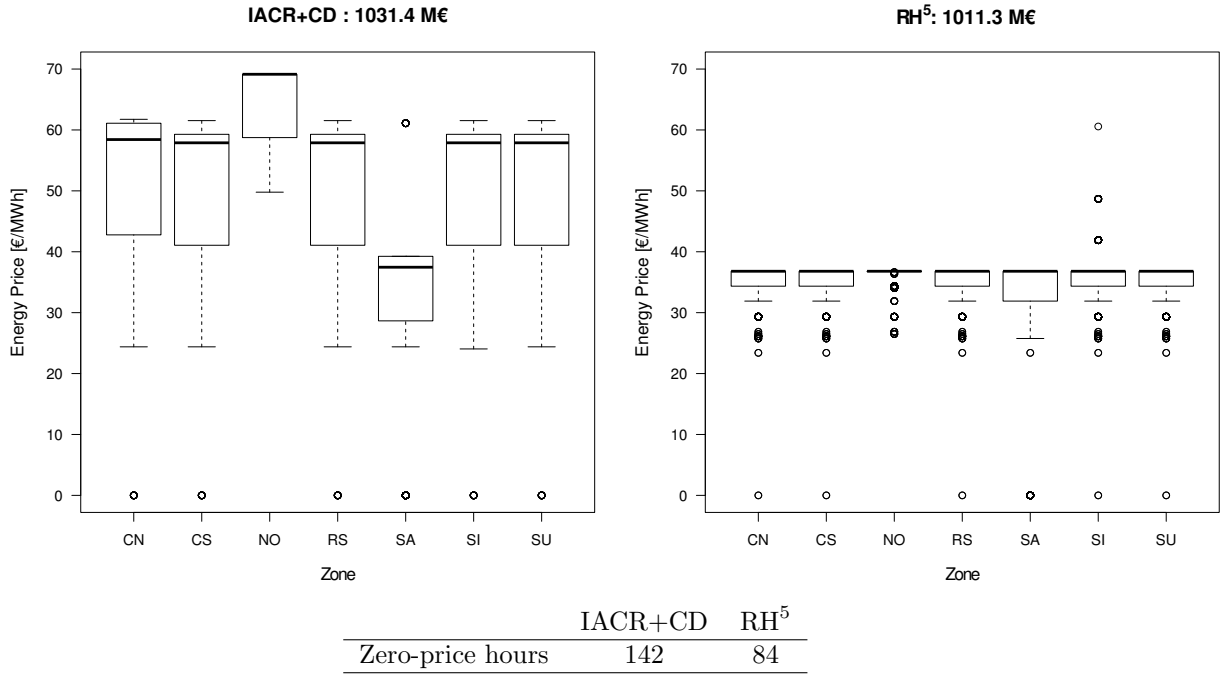 IACR+CD : 1031.4 M€
Energy Price [€/MWh]
70
60
50
40
30
20
10
0
CN CS NO RS SA SI SU
Zone
RH⁵: 1011.3 M€
Energy Price [€/MWh]
70
60
50
40
30
20
10
0
CN CS NO RS SA SI SU
Zone
IACR+CD RH⁵
Zero-price hours 142 84